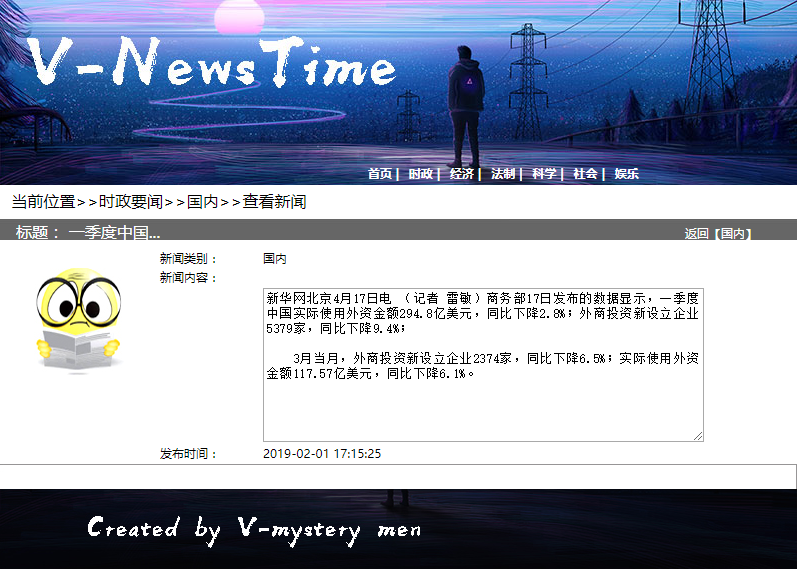 V-NewsTime
首页 | 时政 | 经济 | 法制 | 科学 | 社会 | 娱乐
当前位置>>时政要闻>>国内>>查看新闻
标题： 一季度中国... 返回【国内】
新闻类别： 国内
新闻内容：
新华网北京4月17日电 （记者 雷敏）商务部17日发布的数据显示，一季度
中国实际使用外资金额294.8亿美元，同比下降2.8%；外商投资新设立企业
5379家，同比下降9.4%；
3月当月，外商投资新设立企业2374家，同比下降6.5%；实际使用外资
金额117.57亿美元，同比下降6.1%。
发布时间： 2019-02-01 17:15:25
Created by V-mystery men